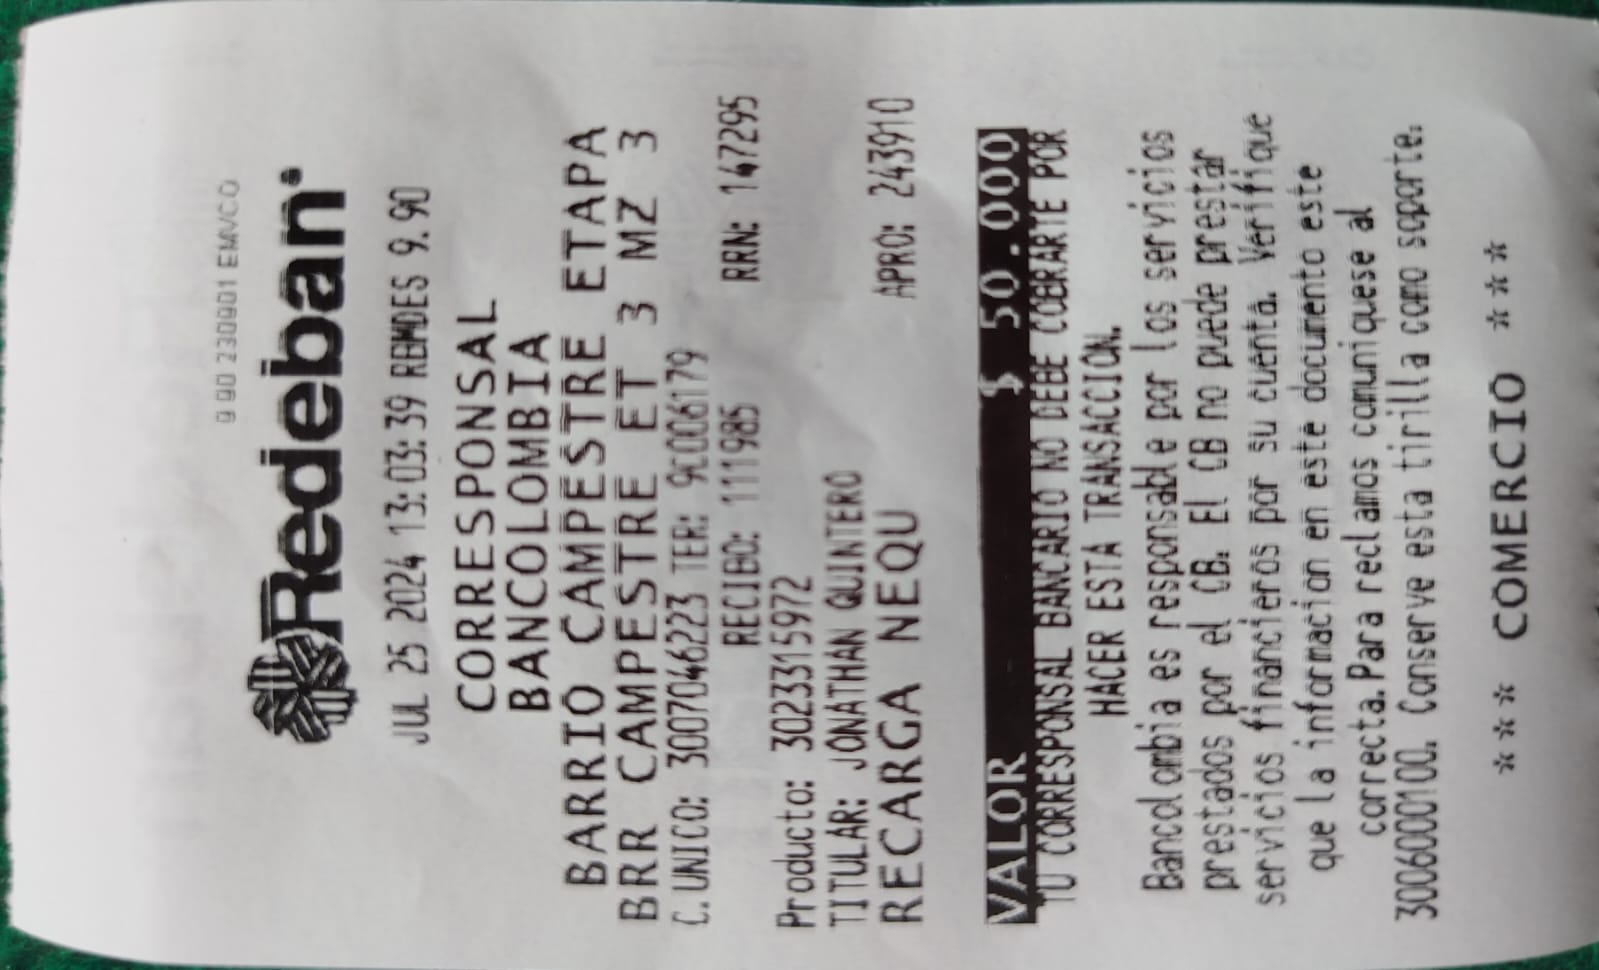 9.90 230901 EMVCO
Redeban
JUL 25 2024 13:03:39 RBMDES 9.90
CORRESPONSAL
BANCOLOMBIA
BARRIO CAMPESTRE ETAPA
BRR CAMPESTRE ET 3 MZ 3
C.UNICO: 3007046223 TER: 9C006179
RECIBO: 111985 RRN: 147295
Producto: 3022315972
TITULAR: JONATHAN QUINTERO
RECARGA NEQU APRO: 243910
VALOR $ 50.000
TU CORRESPONSAL BANCARIO NO DEBE COBRARTE POR
HACER ESTA TRANSACCION.
Bancolombia es responsable por los servicios
prestados por el CB. El CB no puede prestar
servicios financieros por su cuenta. Verifique
que la informacion en este documento este
correcta.Para reclamos comuniquese al
3006000100. Conserve esta tirilla como soporte.
*** COMERCIO ***